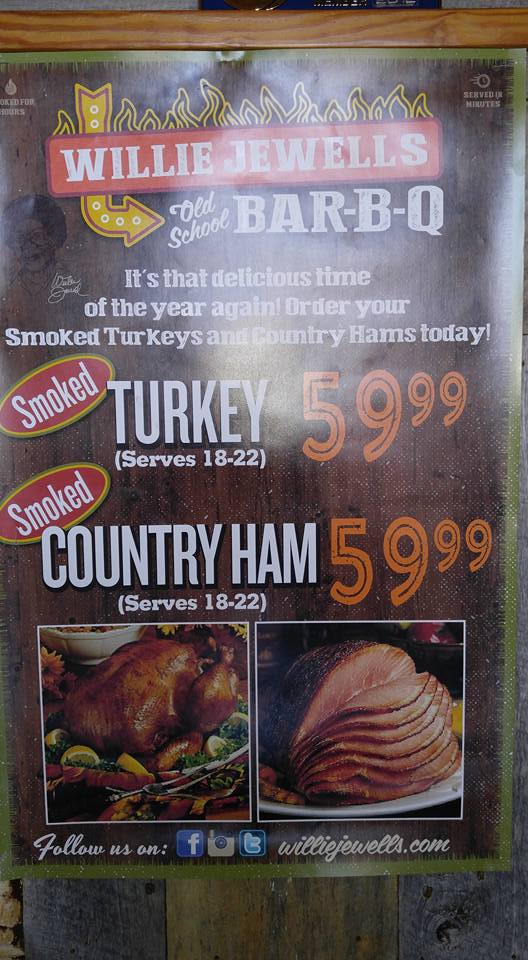 OKED FOR
HOURS
SERVED IN
MINUTES
WILLIE JEWELLS
Old
School
BAR-B-Q
It's that delicious time
of the year again! Order your
Smoked Turkeys and Country Hams today!
Smoked
TURKEY
59.99
(Serves 18-22)
Smoked
COUNTRY HAM
59.99
(Serves 18-22)
Follow us on: williejewells.com